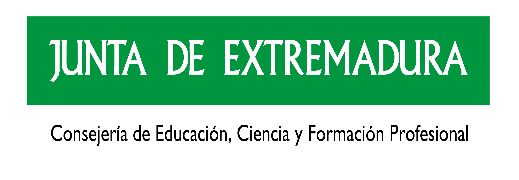 JUNTA DE EXTREMADURA
Consejería de Educación, Ciencia y Formación Profesional